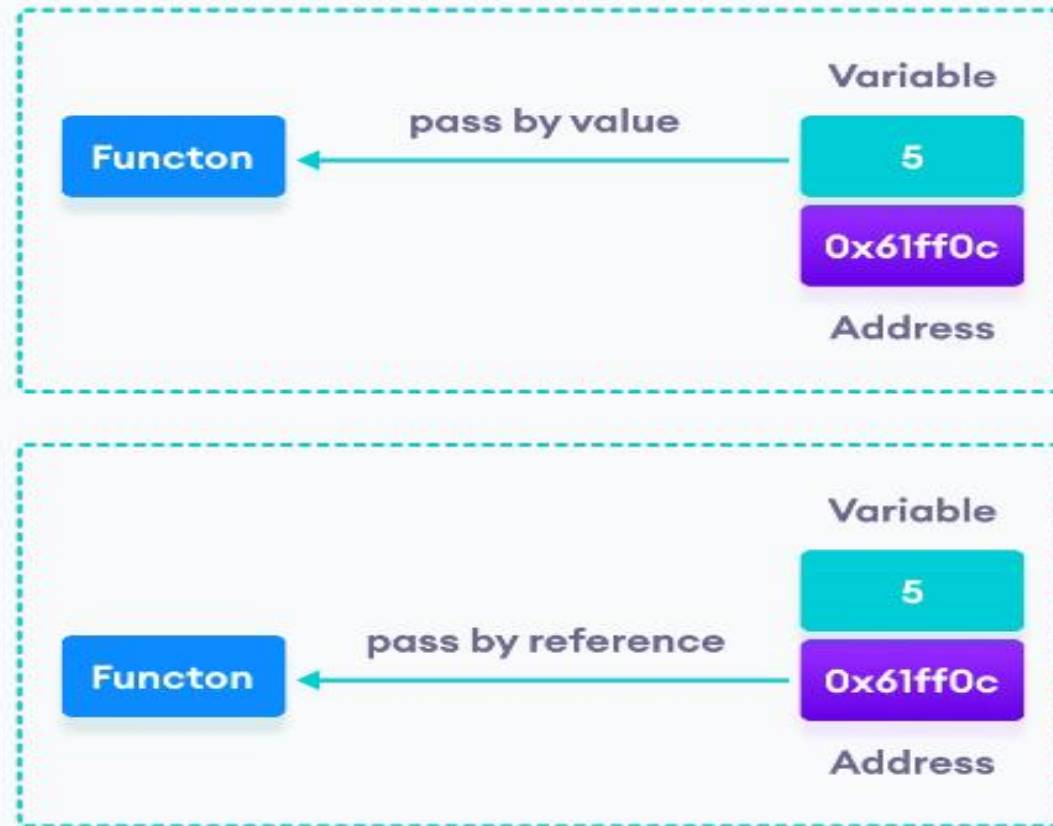 Variable
pass by value
Functon
5
0x61ff0c
Address
Variable
5
pass by reference
Functon
0x61ff0c
Address